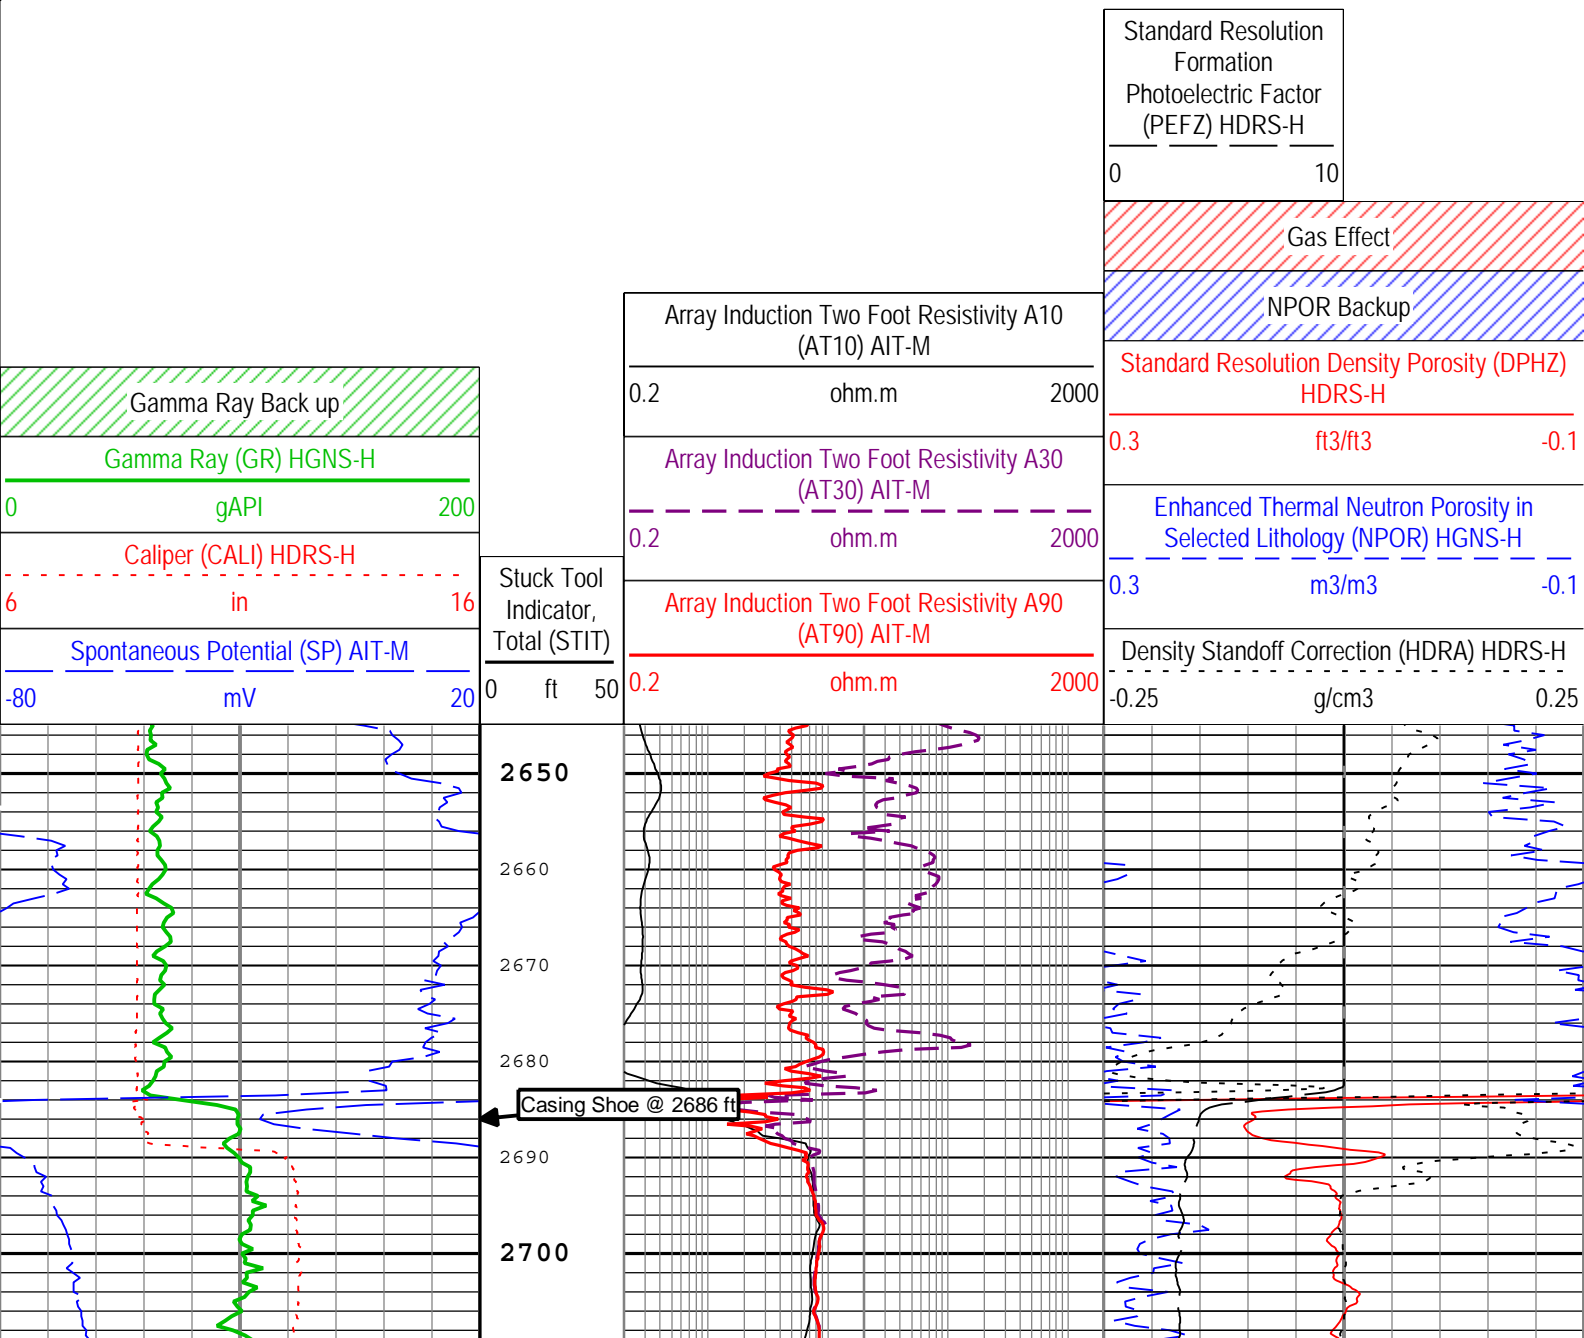 Standard Resolution
Formation
Photoelectric Factor
(PEFZ) HDRS-H
0 10
Gas Effect
NPOR Backup
Standard Resolution Density Porosity (DPHZ)
HDRS-H
0.3 ft3/ft3 -0.1
Enhanced Thermal Neutron Porosity in
Selected Lithology (NPOR) HGNS-H
0.3 m3/m3 -0.1
Density Standoff Correction (HDRA) HDRS-H
-0.25 g/cm3 0.25
Array Induction Two Foot Resistivity A10
(AT10) AIT-M
0.2 ohm.m 2000
Array Induction Two Foot Resistivity A30
(AT30) AIT-M
0.2 ohm.m 2000
Array Induction Two Foot Resistivity A90
(AT90) AIT-M
0.2 ohm.m 2000
Gamma Ray Back up
Gamma Ray (GR) HGNS-H
0 gAPI 200
Caliper (CALI) HDRS-H
6 in 16
Spontaneous Potential (SP) AIT-M
-80 mV 20
Stuck Tool
Indicator,
Total (STIT)
0 ft 50
2650
2660
2670
2680
Casing Shoe @ 2686 ft
2690
2700